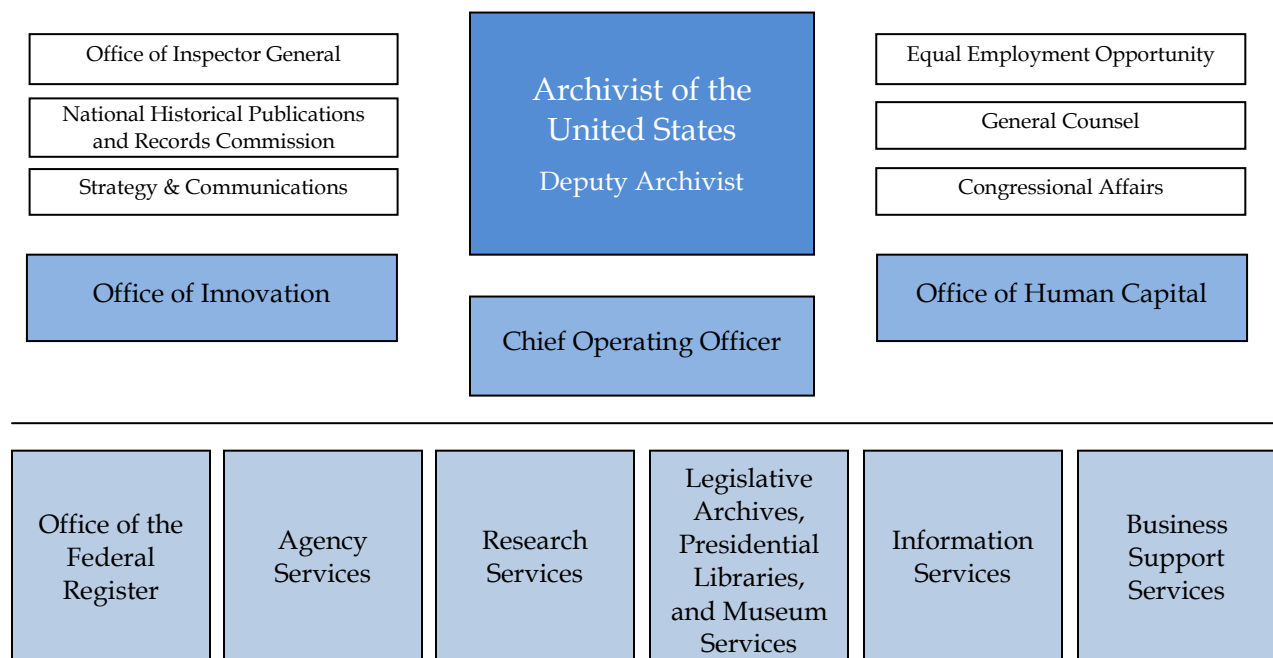 Office of Inspector General
National Historical Publications
and Records Commission
Strategy & Communications
Office of Innovation
Archivist of the
United States
Deputy Archivist
Chief Operating Officer
Equal Employment Opportunity
General Counsel
Congressional Affairs
Office of Human Capital
Office of the
Federal
Register
Agency
Services
Research
Services
Legislative
Archives,
Presidential
Libraries,
and Museum
Services
Information
Services
Business
Support
Services